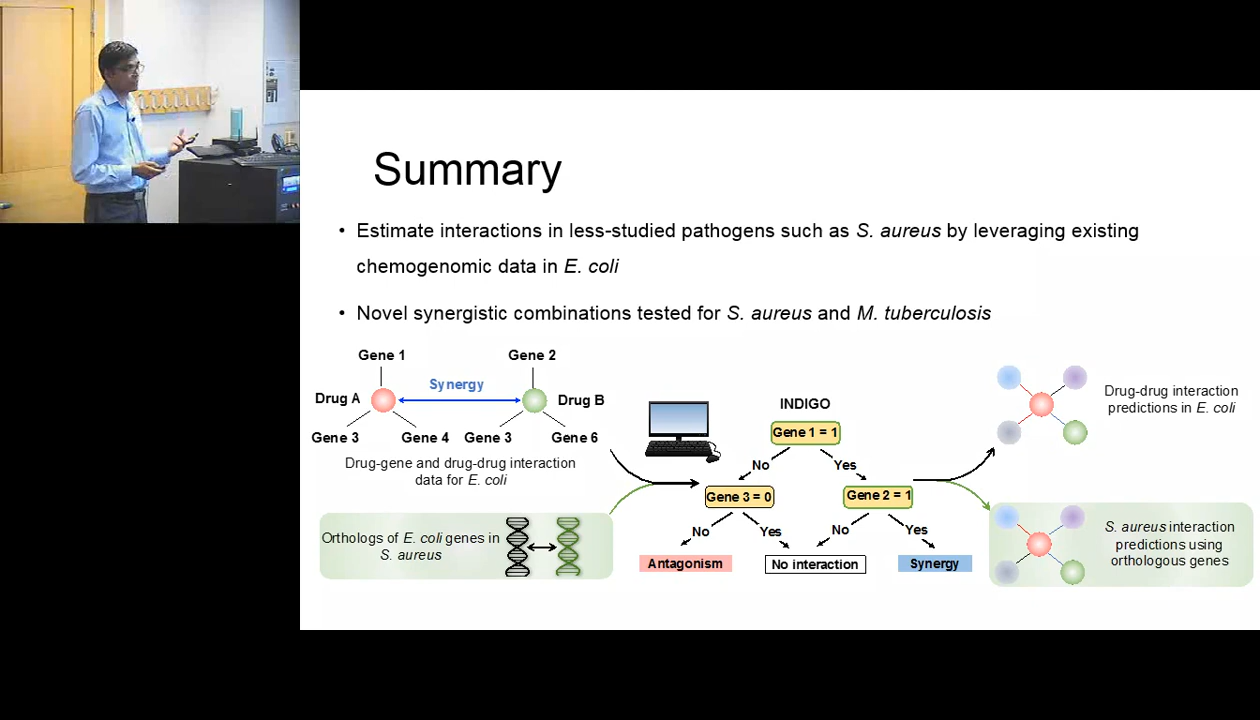 Summary
• Estimate interactions in less-studied pathogens such as S. aureus by leveraging existing
chemogenomic data in E. coli
• Novel synergistic combinations tested for S. aureus and M. tuberculosis
Gene 1
Gene 2
Drug A
Synergy
Drug B
Gene 3
Gene 4
Gene 3
Gene 6
Drug-gene and drug-drug interaction
data for E. coli
Orthologs of E. coli genes in
S. aureus
INDIGO
Gene 1 = 1
No
Yes
Gene 3 = 0
Gene 2 = 1
No
Yes
No
Yes
Antagonism
No interaction
Synergy
Drug-drug interaction
predictions in E. coli
S. aureus interaction
predictions using
orthologous genes